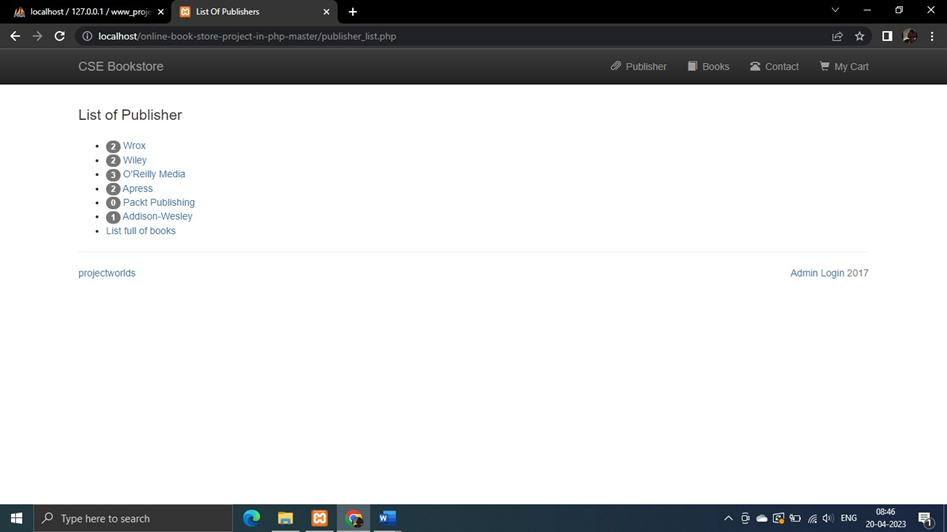 localhost / 127.0.0.1 / www_proje
List Of Publishers
localhost/online-book-store-project-in-php-master/publisher_list.php
CSE Bookstore
Publisher
Books
Contact
My Cart
List of Publisher
2 Wrox
2 Wiley
3 O'Reilly Media
2 Apress
0 Packt Publishing
1 Addison-Wesley
List full of books
projectworlds
Admin Login 2017
Type here to search
ENG
08:46
20-04-2023
1